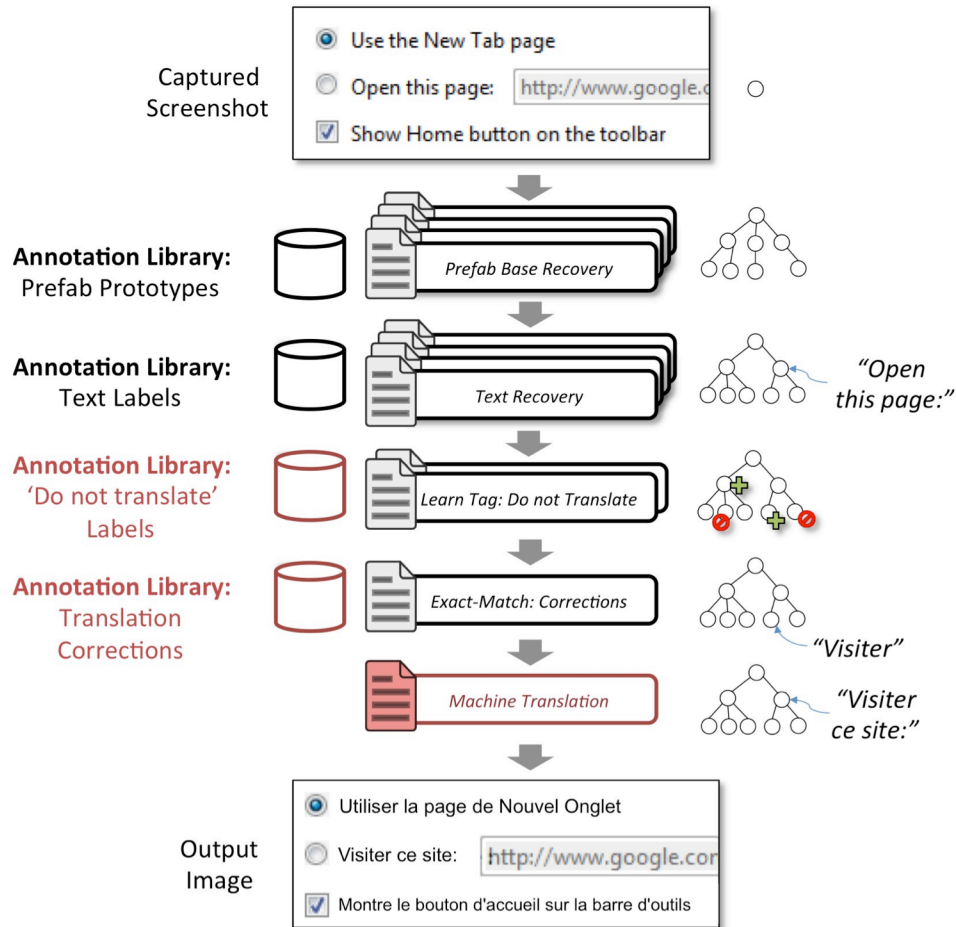 Captured
Screenshot
Use the New Tab page
Open this page: http://www.google.c
Show Home button on the toolbar
Annotation Library:
Prefab Prototypes
Prefab Base Recovery
Annotation Library:
Text Labels
Text Recovery
“Open
this page:”
Annotation Library:
‘Do not translate’
Labels
Learn Tag: Do not Translate
Annotation Library:
Translation
Corrections
Exact-Match: Corrections
“Visiter”
Machine Translation
“Visiter
ce site:”
Output
Image
Utiliser la page de Nouvel Onglet
Visiter ce site: http://www.google.com
Montre le bouton d'accueil sur la barre d'outils